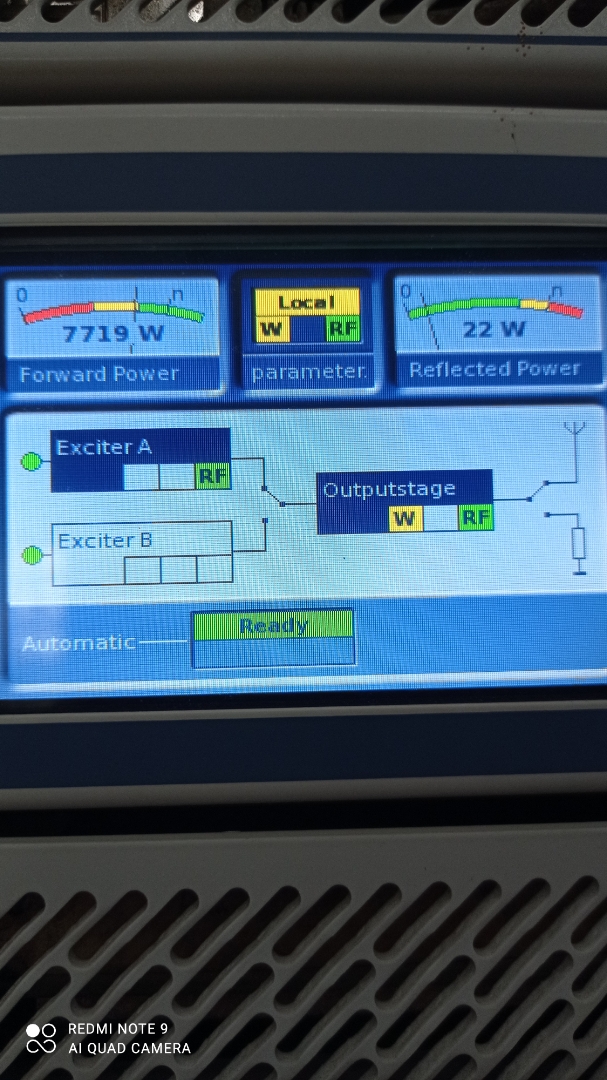 0 n
7719 W
Forward Power
Local
W RF
parameter.
0 n
22 W
Reflected Power
Exciter A
RF
Exciter B
Outputstage
W RF
Automatic
Ready
REDMI NOTE 9
AI QUAD CAMERA